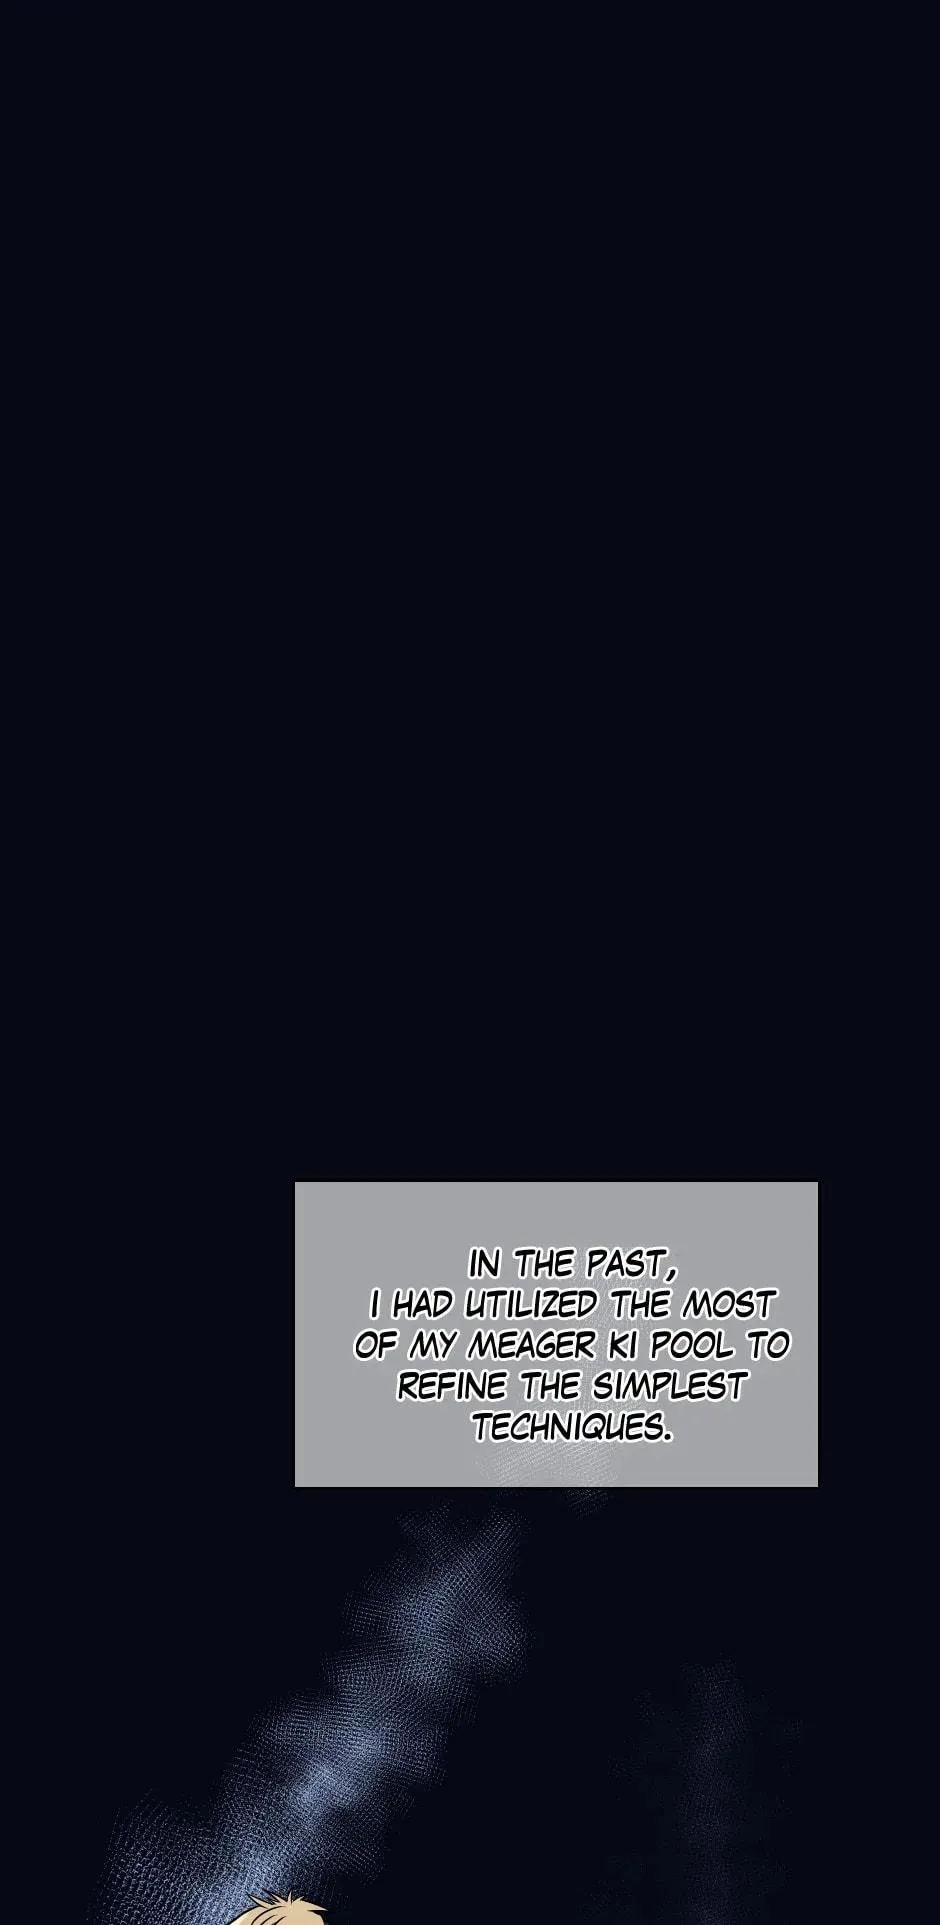 IN THE PAST,
I HAD UTILIZED THE MOST
OF MY MEAGER KI POOL TO
REFINE THE SIMPLEST
TECHNIQUES.